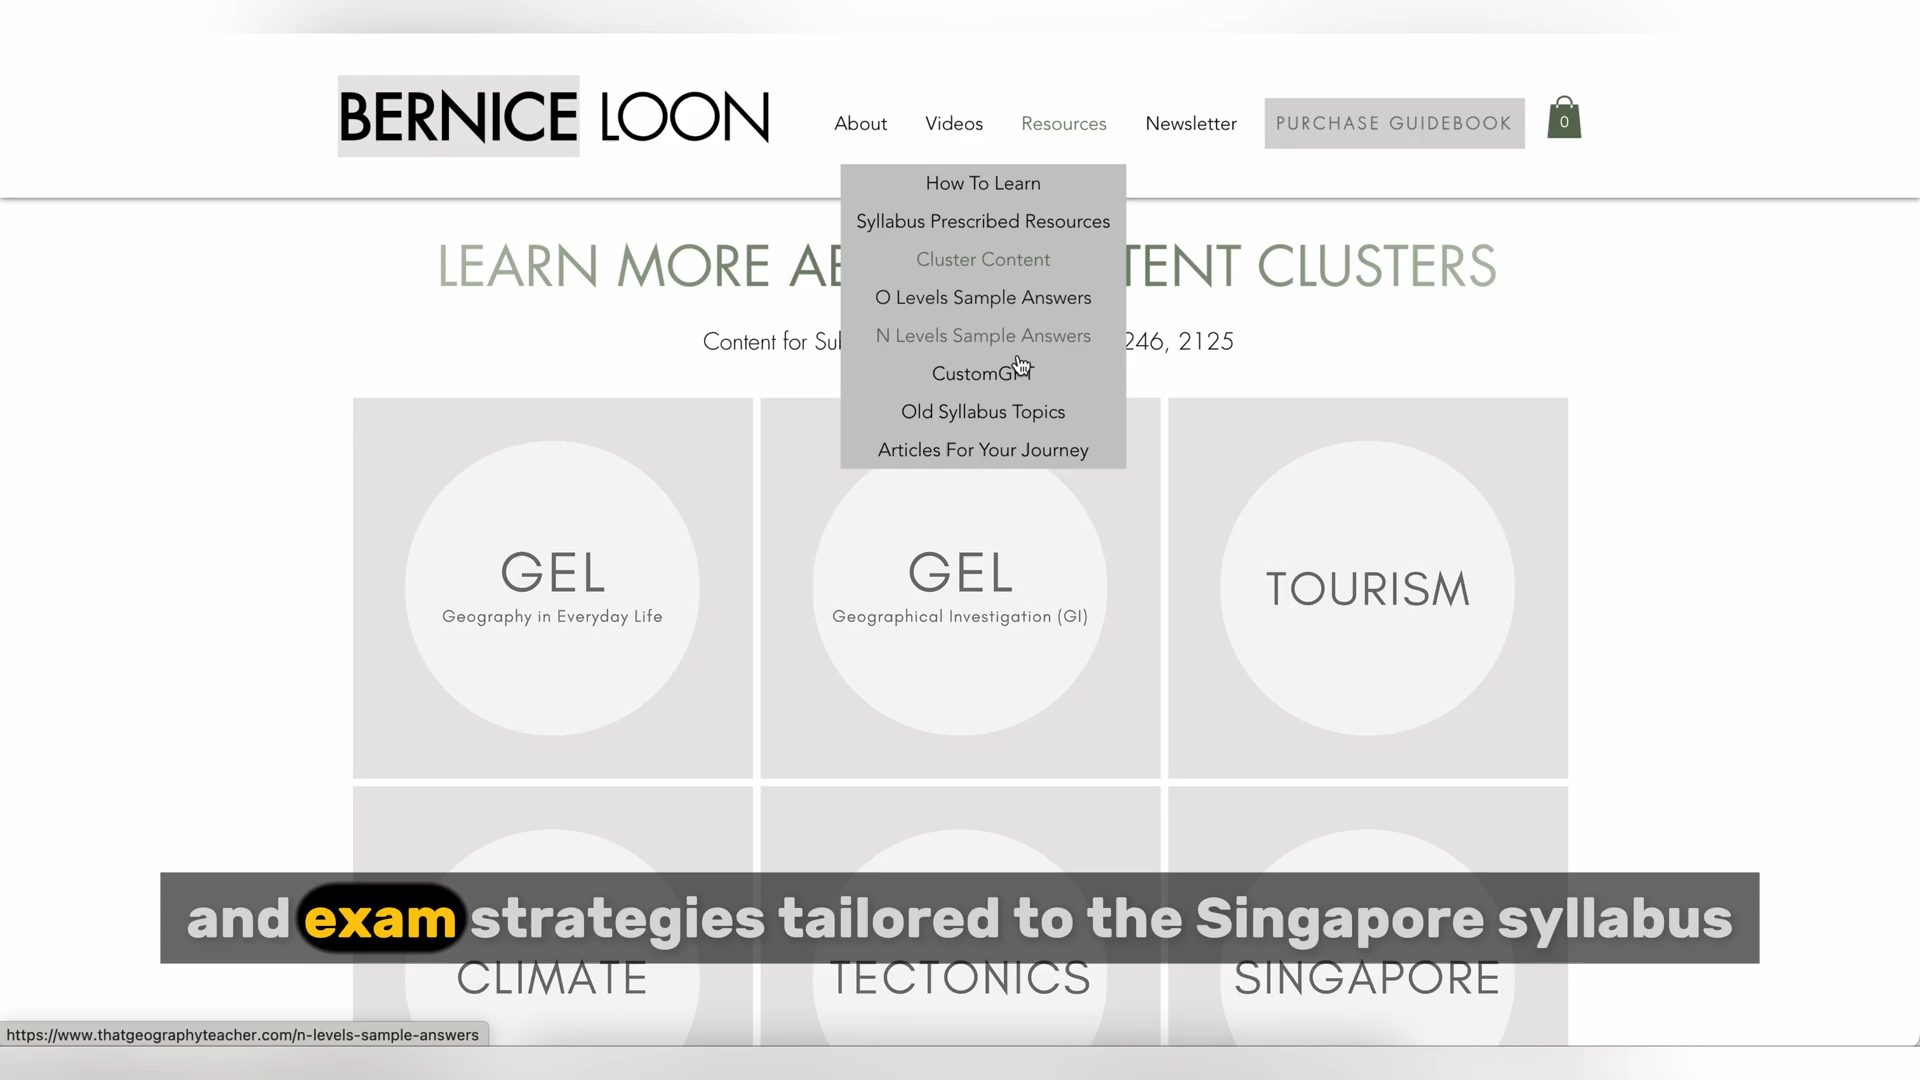 BERNICE LOON
About Videos Resources Newsletter PURCHASE GUIDEBOOK 0
How To Learn
Syllabus Prescribed Resources
Cluster Content
O Levels Sample Answers
N Levels Sample Answers
Old Syllabus Topics
Articles For Your Journey
LEARN MORE TENT CLUSTERS
Content for 246, 2125
GEL
Geography in Everyday Life
GEL
Geographical Investigation (GI)
TOURISM
and exam strategies tailored to the Singapore syllabus
CLIMATE
TECTONICS
SINGAPORE
https://www.thatgeographyteacher.com/n-levels-sample-answers